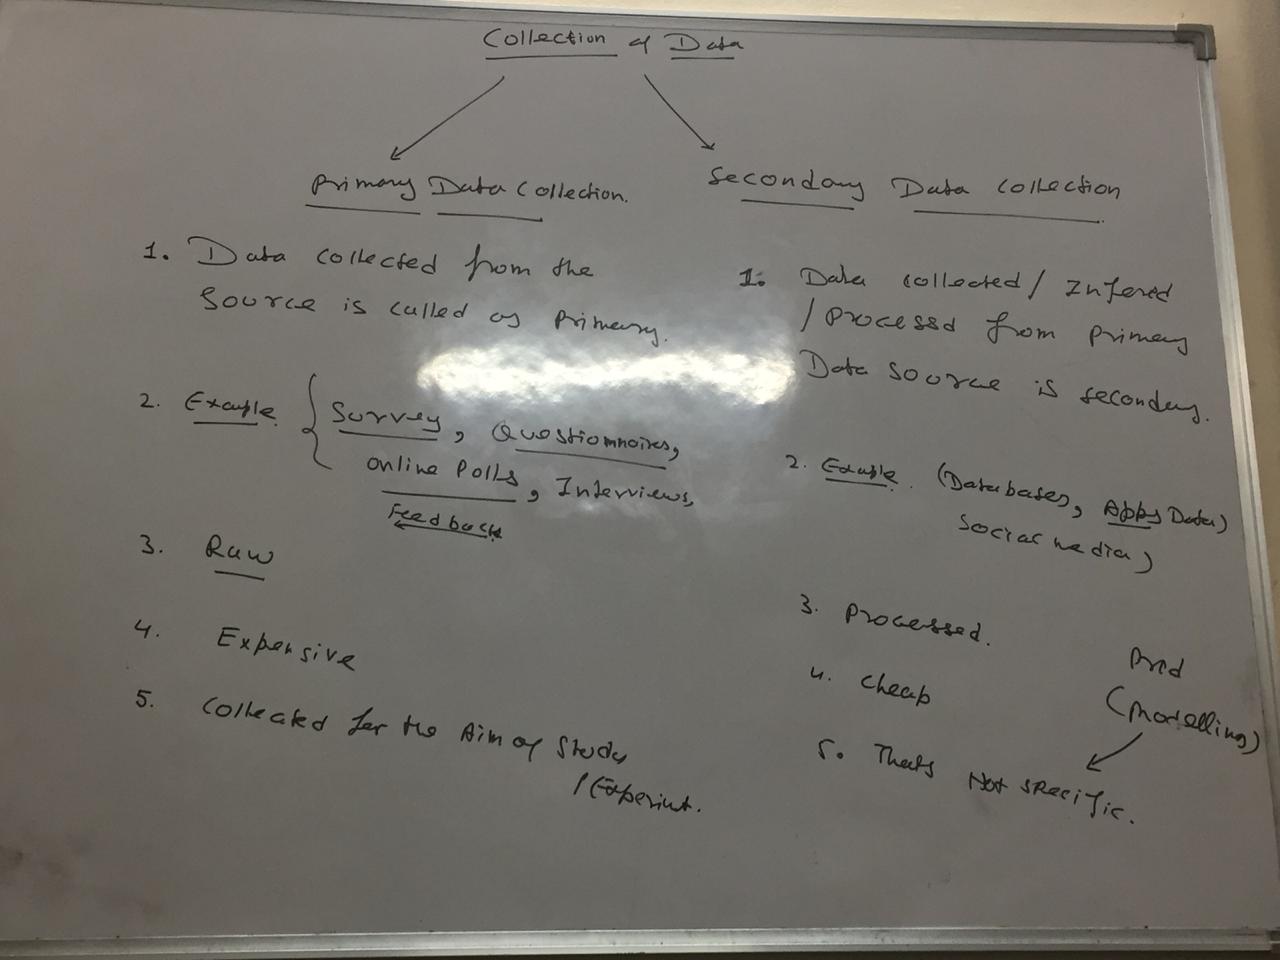 Collection of Data
Primary Data Collection.
1. Data collected from the
Source is called as Primary.
2. Example
Survey, Questionnaires,
online Polls, Interviews,
Feedback
3. Raw
4. Expensive
5. Collected for the Aim of Study
/Experiment.
Secondary Data collection
1. Data collected / Infered
/ Processed from primary
Data source is secondary.
2. Example. (Databases, Apps Data)
Social media)
3. Processed.
4. Cheap
5. Thats Not specific.
Pred
(modelling)